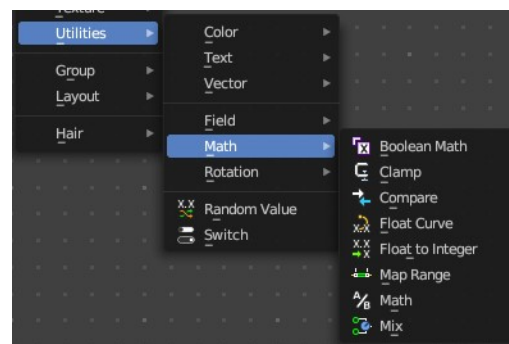 Texture
Utilities
Group
Layout
Hair
Color
Text
Vector
Field
Math
Rotation
Random Value
Switch
Boolean Math
Clamp
Compare
Float Curve
Float to Integer
Map Range
Math
Mix